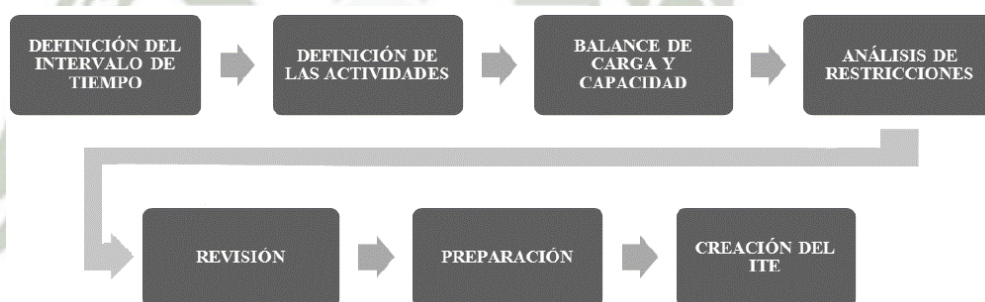 DEFINICIÓN DEL
INTERVALO DE
TIEMPO
DEFINICIÓN DE
LAS ACTIVIDADES
BALANCE DE
CARGA Y
CAPACIDAD
ANÁLISIS DE
RESTRICCIONES
REVISIÓN
PREPARACIÓN
CREACIÓN DEL
ITE